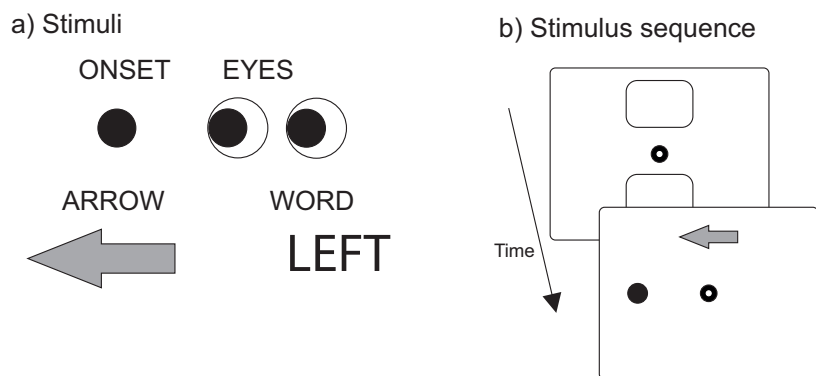 a) Stimuli
ONSET EYES
ARROW WORD
LEFT
b) Stimulus sequence
Time